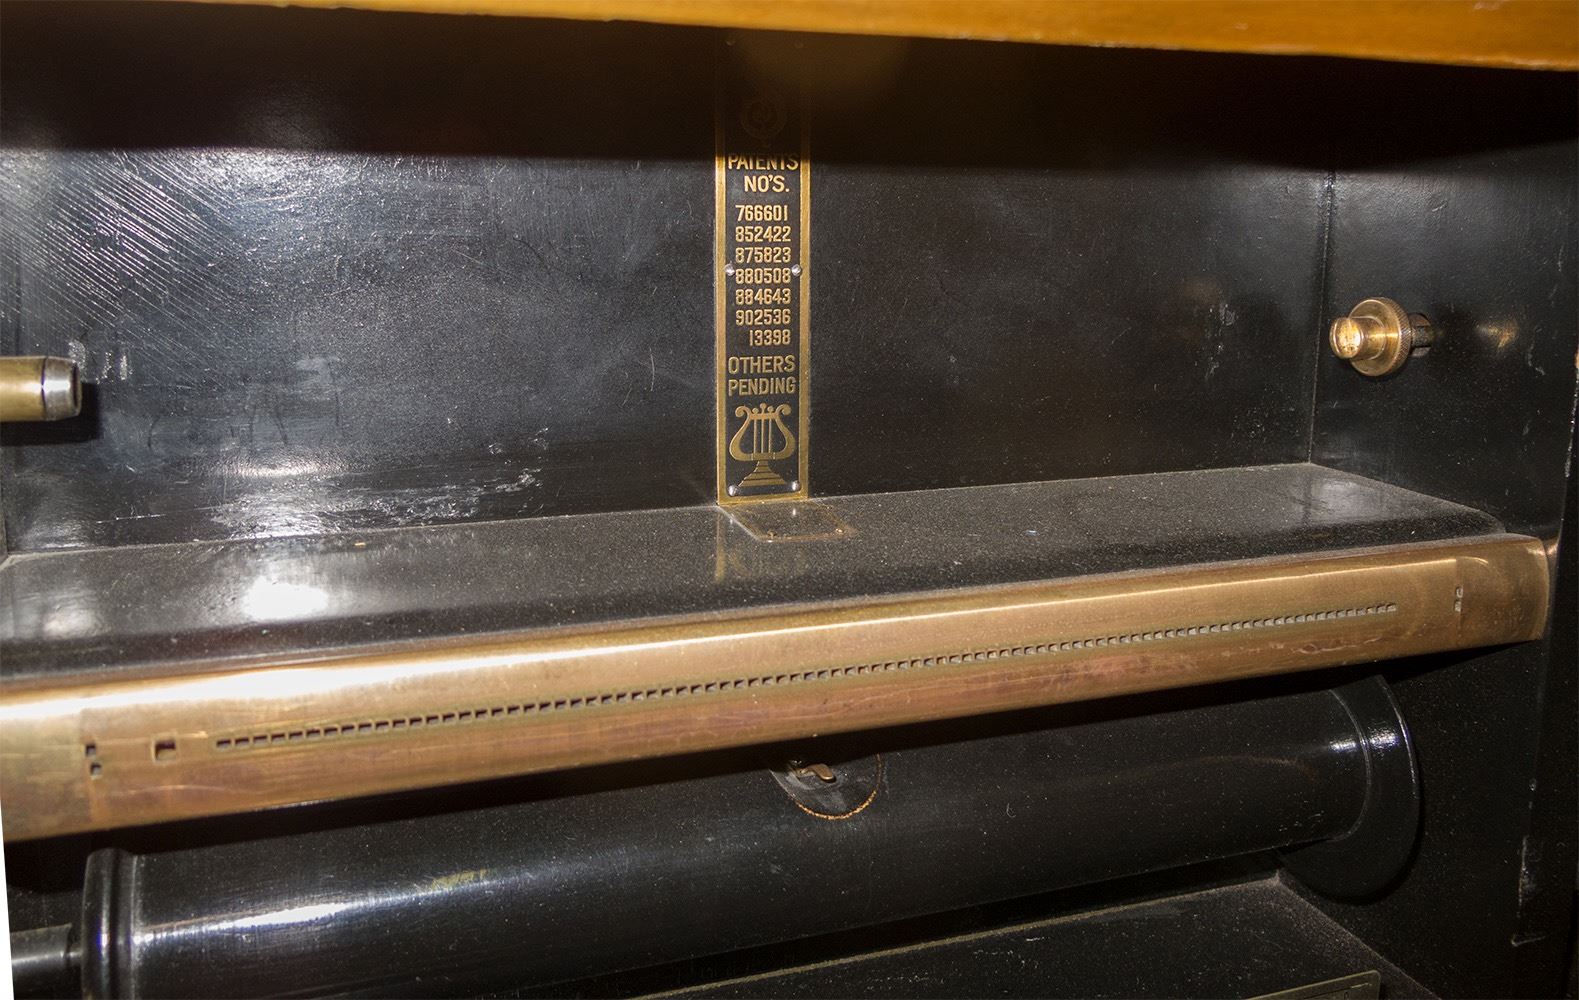 PATENTS
NO'S.
766601
852422
875823
880508
884643
902536
13398
OTHERS
PENDING